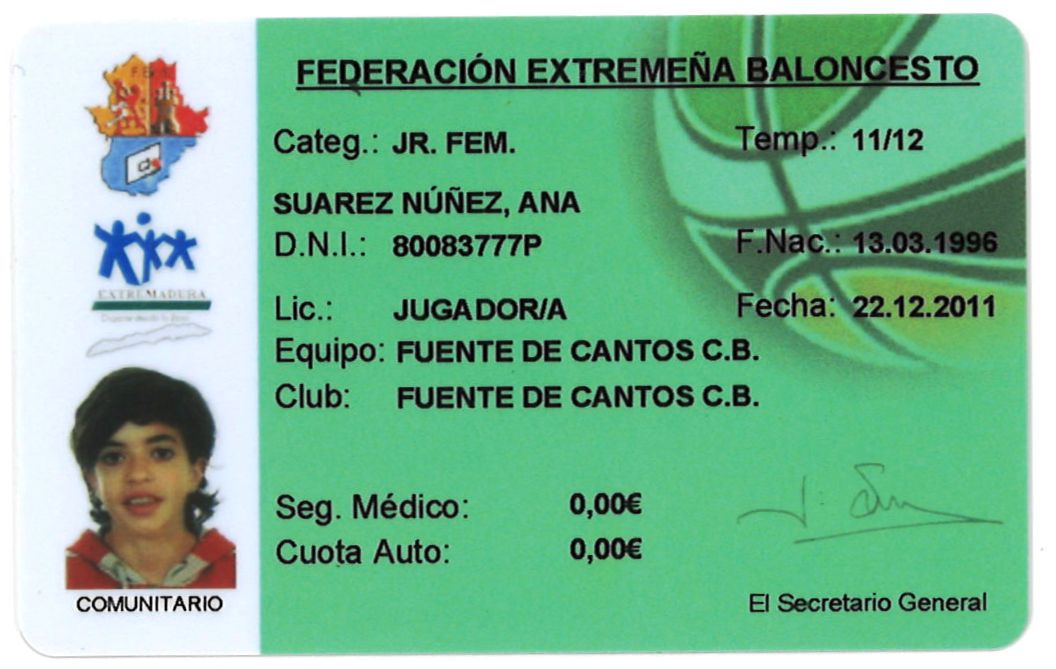 FEDERACIÓN EXTREMEÑA BALONCESTO
Categ.: JR. FEM. Temp.: 11/12
SUAREZ NÚÑEZ, ANA
D.N.I.: 80083777P F.Nac.: 13.03.1996
Lic.: JUGADOR/A Fecha: 22.12.2011
Equipo: FUENTE DE CANTOS C.B.
Club: FUENTE DE CANTOS C.B.
Seg. Médico: 0,00€
Cuota Auto: 0,00€
El Secretario General
EXTREMADURA
COMUNITARIO